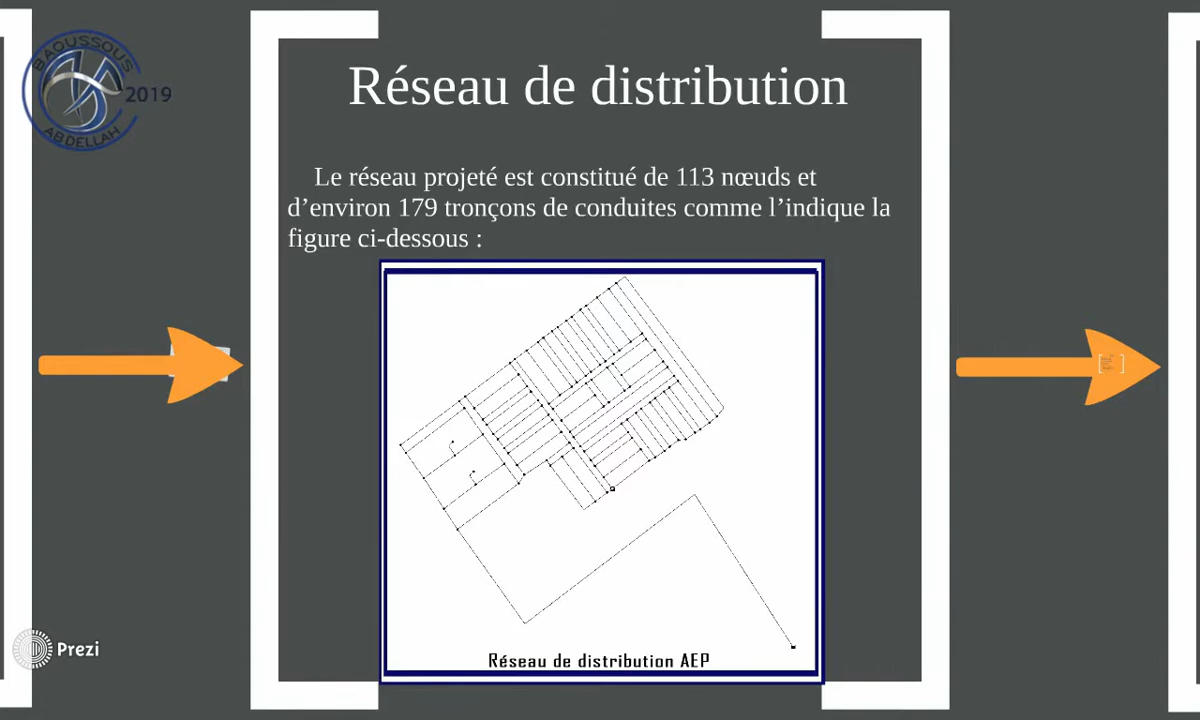 BAOUSSOUS
2019
ABDELLAH
Réseau de distribution
Le réseau projeté est constitué de 113 nœuds et
d’environ 179 tronçons de conduites comme l’indique la
figure ci-dessous :
Réseau de distribution AEP
Prezi